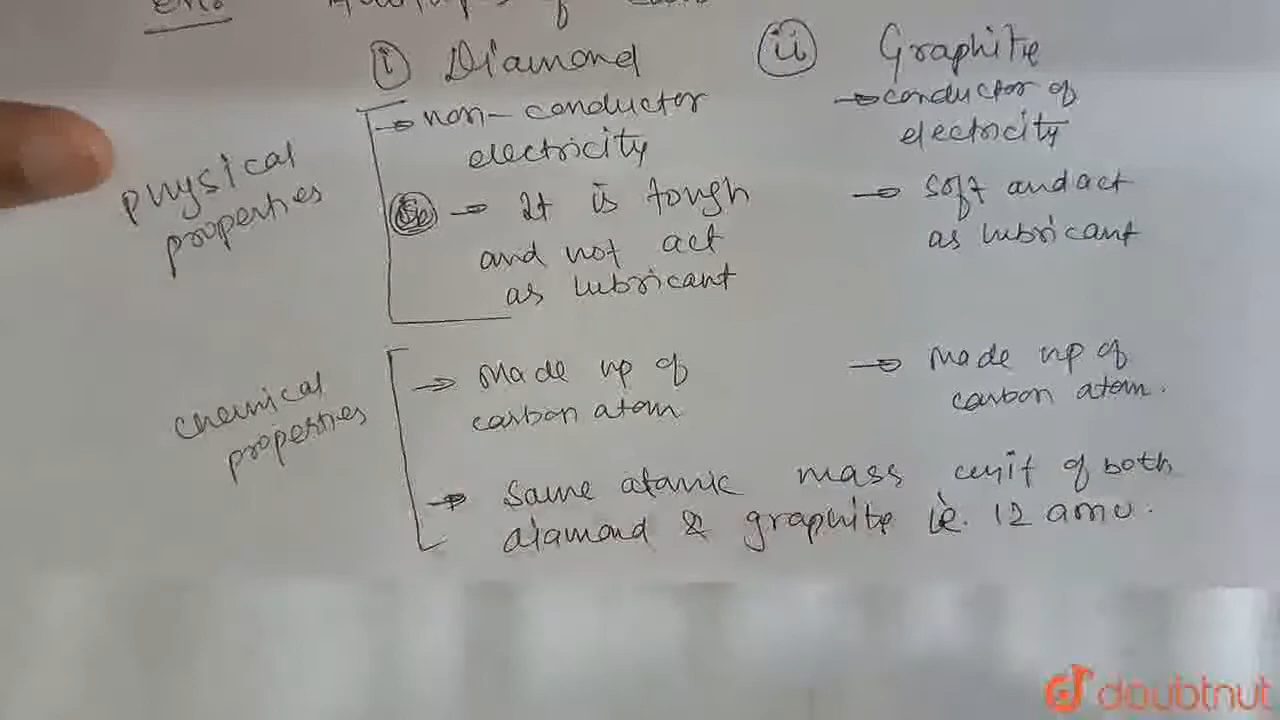 of
(i) Diamond (ii) Graphite
→ non-conductor → conductor of
electricity electricity
physical
properties
→ It is tough → soft and act
and not act as lubricant
as lubricant
→ Made up of → Made up of
carbon atom carbon atom.
chemical
properties
→ Same atomic mass unit of both
diamond & graphite ie. 12 amu.
doubtnut